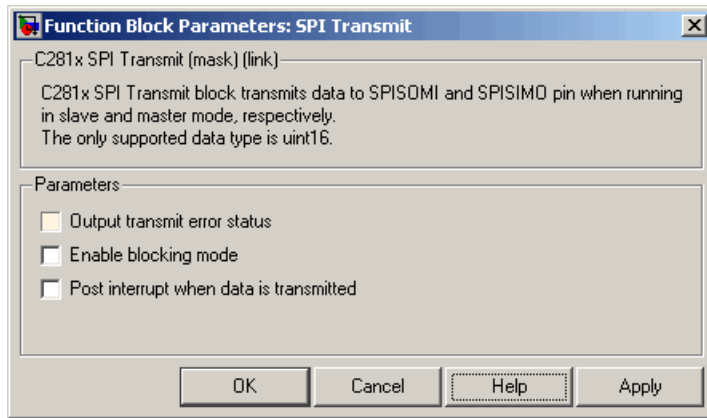 Function Block Parameters: SPI Transmit
C281x SPI Transmit (mask) (link)
C281x SPI Transmit block transmits data to SPISOMI and SPISIMO pin when running
in slave and master mode, respectively.
The only supported data type is uint16.
Parameters
Output transmit error status
Enable blocking mode
Post interrupt when data is transmitted
OK Cancel Help Apply